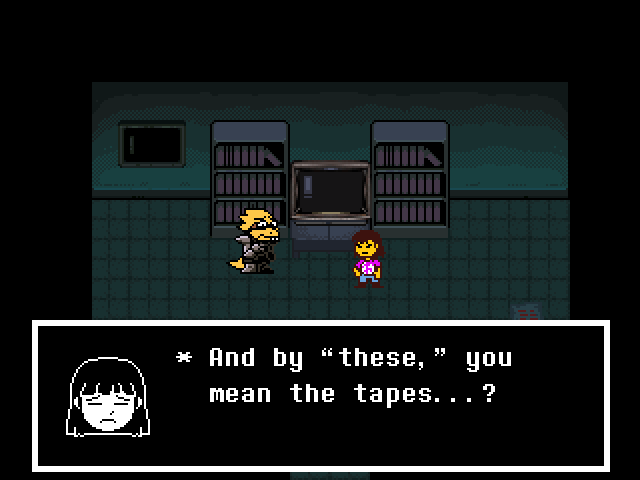 * And by “these,” you
mean the tapes...?